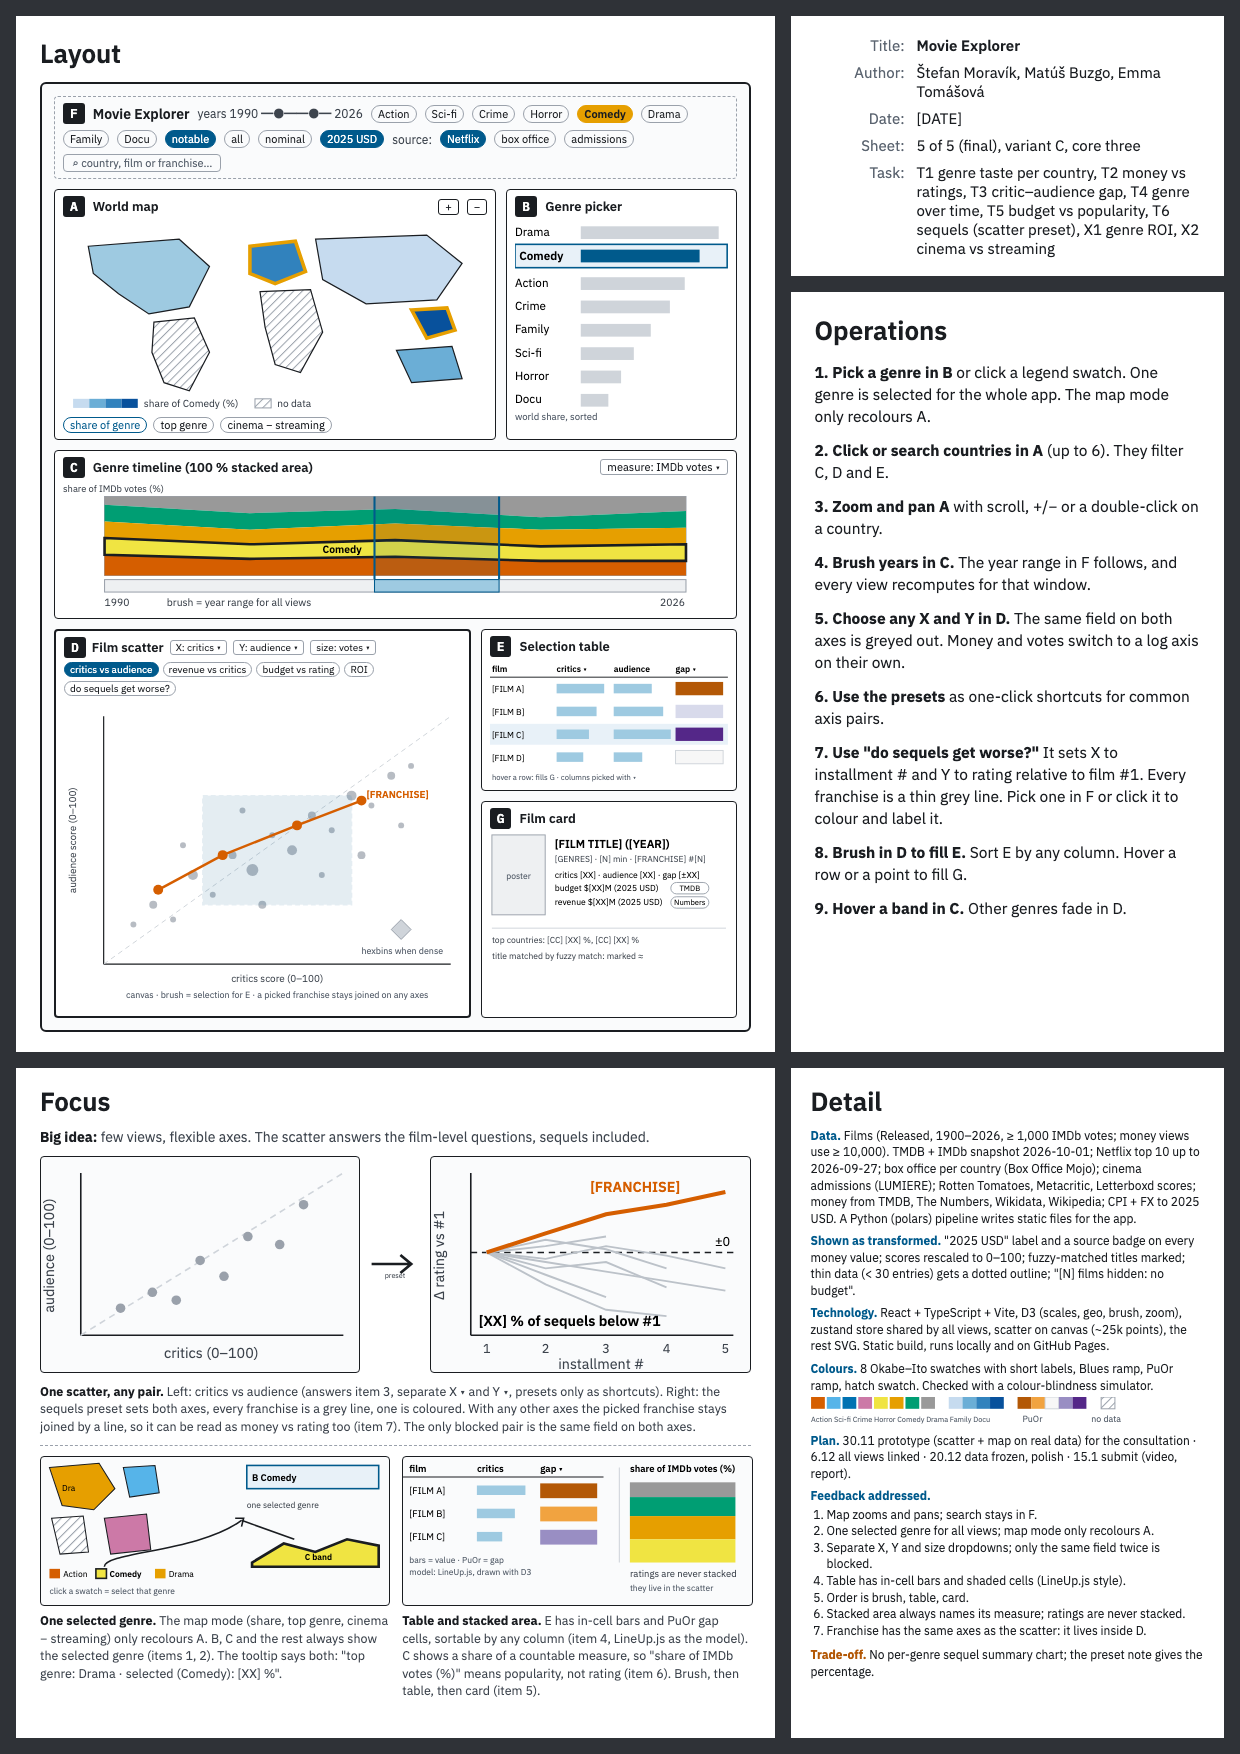 Layout
F Movie Explorer years 1990 2026 Action Sci-fi Crime Horror Comedy Drama
Family Docu notable all nominal 2025 USD source: Netflix box office admissions
⌕ country, film or franchise...
A World map + −
share of Comedy (%) no data
share of genre top genre cinema – streaming
B Genre picker
Drama
Comedy
Action
Crime
Family
Sci-fi
Horror
Docu
world share, sorted
C Genre timeline (100 % stacked area) measure: IMDb votes ▾
share of IMDb votes (%)
Comedy
1990 brush = year range for all views 2026
D Film scatter X: critics ▾ Y: audience ▾ size: votes ▾
critics vs audience revenue vs critics budget vs rating ROI
do sequels get worse?
audience score (0–100)
[FRANCHISE]
hexbins when dense
critics score (0–100)
canvas · brush = selection for E · a picked franchise stays joined on any axes
E Selection table
film critics ▾ audience gap ▾
[FILM A]
[FILM B]
[FILM C]
[FILM D]
hover a row: fills G · columns picked with ▾
G Film card
poster
[FILM TITLE] ([YEAR])
[GENRES] · [N] min · [FRANCHISE] #[N]
critics [XX] · audience [XX] · gap [±XX]
budget $[XX]M (2025 USD) TMDB
revenue $[XX]M (2025 USD) Numbers
top countries: [CC] [XX] %, [CC] [XX] %
title matched by fuzzy match: marked ≈
Title: Movie Explorer
Author: Štefan Moravík, Matúš Buzgo, Emma
Tomášová
Date: [DATE]
Sheet: 5 of 5 (final), variant C, core three
Task: T1 genre taste per country, T2 money vs
ratings, T3 critic–audience gap, T4 genre
over time, T5 budget vs popularity, T6
sequels (scatter preset), X1 genre ROI, X2
cinema vs streaming
Operations
1. Pick a genre in B or click a legend swatch. One
genre is selected for the whole app. The map mode
only recolours A.
2. Click or search countries in A (up to 6). They filter
C, D and E.
3. Zoom and pan A with scroll, +/− or a double-click on
a country.
4. Brush years in C. The year range in F follows, and
every view recomputes for that window.
5. Choose any X and Y in D. The same field on both
axes is greyed out. Money and votes switch to a log axis
on their own.
6. Use the presets as one-click shortcuts for common
axis pairs.
7. Use "do sequels get worse?" It sets X to
installment # and Y to rating relative to film #1. Every
franchise is a thin grey line. Pick one in F or click it to
colour and label it.
8. Brush in D to fill E. Sort E by any column. Hover a
row or a point to fill G.
9. Hover a band in C. Other genres fade in D.
Focus
Big idea: few views, flexible axes. The scatter answers the film-level questions, sequels included.
audience (0–100)
critics (0–100)
preset
Δ rating vs #1
[FRANCHISE]
±0
[XX] % of sequels below #1
1 2 3 4 5
installment #
One scatter, any pair. Left: critics vs audience (answers item 3, separate X ▾ and Y ▾, presets only as shortcuts). Right: the
sequels preset sets both axes, every franchise is a grey line, one is coloured. With any other axes the picked franchise stays
joined by a line, so it can be read as money vs rating too (item 7). The only blocked pair is the same field on both axes.
Dra
B Comedy
one selected genre
C band
Action Comedy Drama
click a swatch = select that genre
film critics gap ▾
[FILM A]
[FILM B]
[FILM C]
bars = value · PuOr = gap
model: LineUp.js, drawn with D3
share of IMDb votes (%)
ratings are never stacked
they live in the scatter
One selected genre. The map mode (share, top genre, cinema
– streaming) only recolours A. B, C and the rest always show
the selected genre (items 1, 2). The tooltip says both: "top
genre: Drama · selected (Comedy): [XX] %".
Table and stacked area. E has in-cell bars and PuOr gap
cells, sortable by any column (item 4, LineUp.js as the model).
C shows a share of a countable measure, so "share of IMDb
votes (%)" means popularity, not rating (item 6). Brush, then
table, then card (item 5).
Detail
Data. Films (Released, 1900–2026, ≥ 1,000 IMDb votes; money views
use ≥ 10,000). TMDB + IMDb snapshot 2026-10-01; Netflix top 10 up to
2026-09-27; box office per country (Box Office Mojo); cinema
admissions (LUMIERE); Rotten Tomatoes, Metacritic, Letterboxd scores;
money from TMDB, The Numbers, Wikidata, Wikipedia; CPI + FX to 2025
USD. A Python (polars) pipeline writes static files for the app.
Shown as transformed. "2025 USD" label and a source badge on every
money value; scores rescaled to 0–100; fuzzy-matched titles marked;
thin data (< 30 entries) gets a dotted outline; "[N] films hidden: no
budget".
Technology. React + TypeScript + Vite, D3 (scales, geo, brush, zoom),
zustand store shared by all views, scatter on canvas (~25k points), the
rest SVG. Static build, runs locally and on GitHub Pages.
Colours. 8 Okabe–Ito swatches with short labels, Blues ramp, PuOr
ramp, hatch swatch. Checked with a colour-blindness simulator.
Action Sci-fi Crime Horror Comedy Drama Family Docu PuOr no data
Plan. 30.11 prototype (scatter + map on real data) for the consultation ·
6.12 all views linked · 20.12 data frozen, polish · 15.1 submit (video,
report).
Feedback addressed.
1. Map zooms and pans; search stays in F.
2. One selected genre for all views; map mode only recolours A.
3. Separate X, Y and size dropdowns; only the same field twice is
blocked.
4. Table has in-cell bars and shaded cells (LineUp.js style).
5. Order is brush, table, card.
6. Stacked area always names its measure; ratings are never stacked.
7. Franchise has the same axes as the scatter: it lives inside D.
Trade-off. No per-genre sequel summary chart; the preset note gives the
percentage.